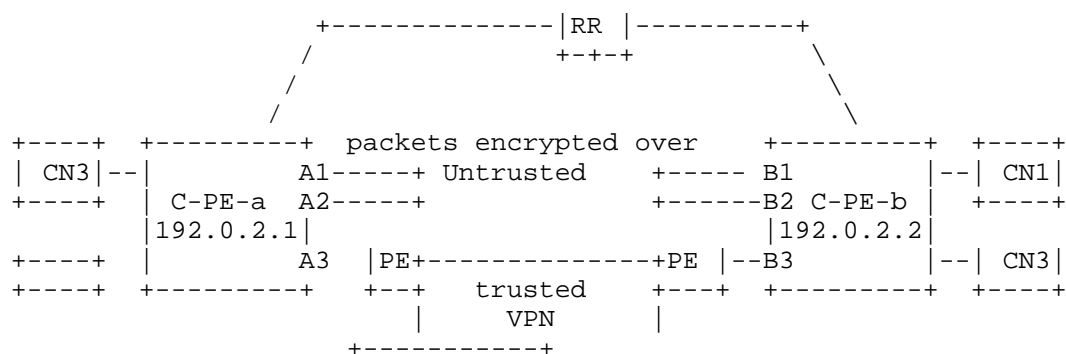 +--------------|RR |----------+
/ +-+-+ \
/ \
/ \
+----+ +---------+ packets encrypted over +--------+ +----+
| CN3|--| A1-----+ Untrusted +----- B1 |--| CN1|
+----+ | C-PE-a A2-----+ +------B2 C-PE-b | +----+
|192.0.2.1| |192.0.2.2|
+----+ | A3 |PE+--------------+PE |--B3 |--| CN3|
+----+ +---------+ +--+ trusted +---+ +---------+ +----+
| VPN |
+-----------+